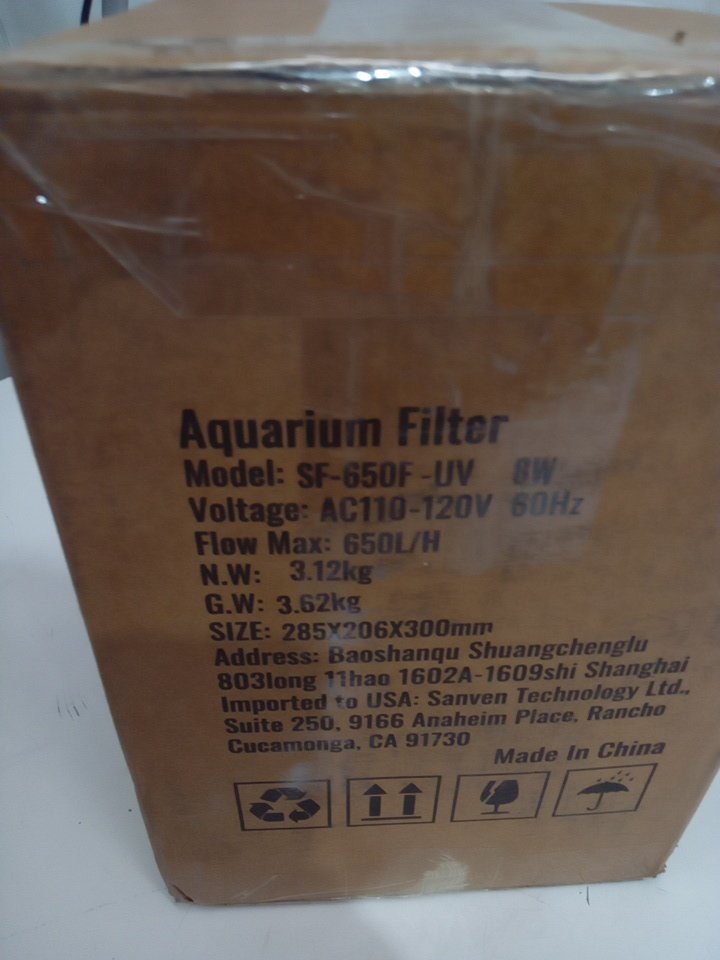 Aquarium Filter
Model: SF-650F -UV 8W
Voltage: AC110-120V 60Hz
Flow Max: 650L/H
N.W: 3.12kg
G.W: 3.62kg
SIZE: 285X206X300mm
Address: Baoshanqu Shuangchenglu
803long 11hao 1602A-1609shi Shanghai
Imported to USA: Sanven Technology Ltd.,
Suite 250, 9166 Anaheim Place, Rancho
Cucamonga, CA 91730
Made In China